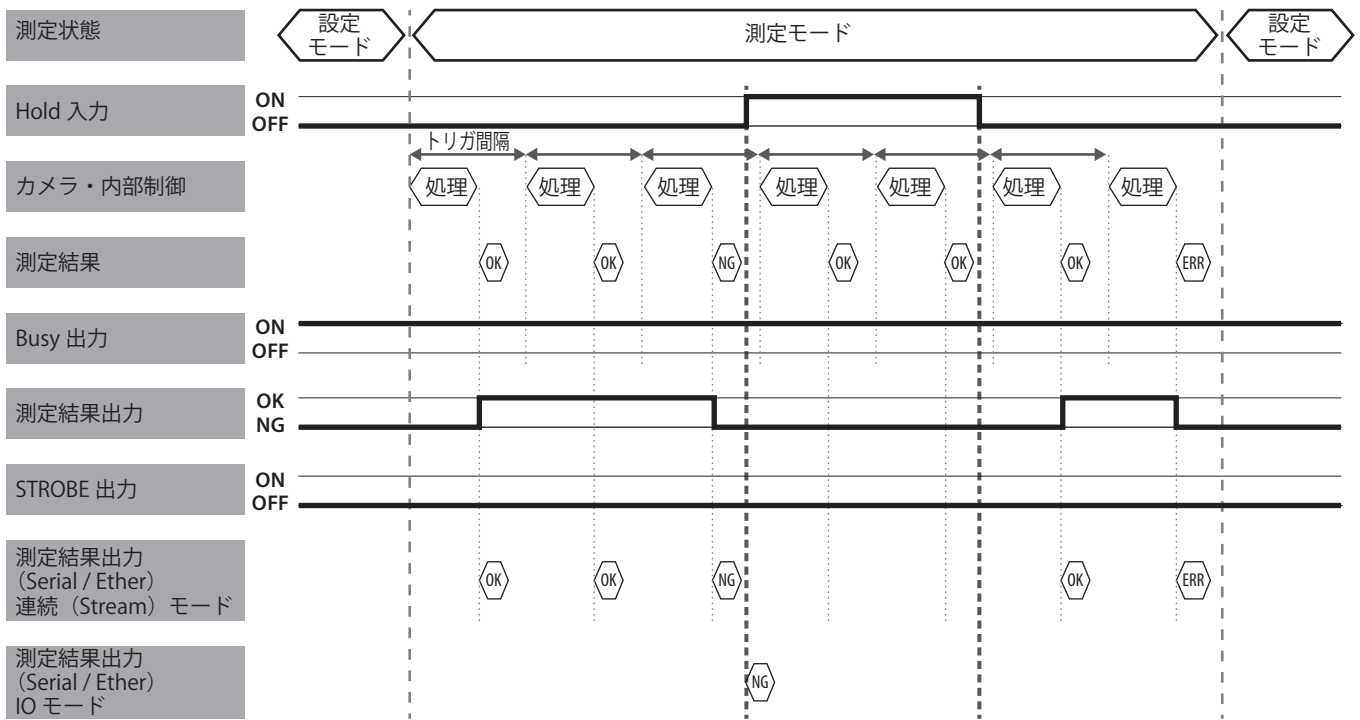 測定状態
設定
モード
測定モード
設定
モード
Hold 入力
ON
OFF
トリガ間隔
カメラ・内部制御
処理
処理
処理
処理
処理
処理
処理
測定結果
OK
OK
NG
OK
OK
OK
ERR
Busy 出力
ON
OFF
測定結果出力
OK
NG
STROBE 出力
ON
OFF
測定結果出力
（Serial / Ether）
連続（Stream）モード
OK
OK
NG
OK
ERR
測定結果出力
（Serial / Ether）
IO モード
NG